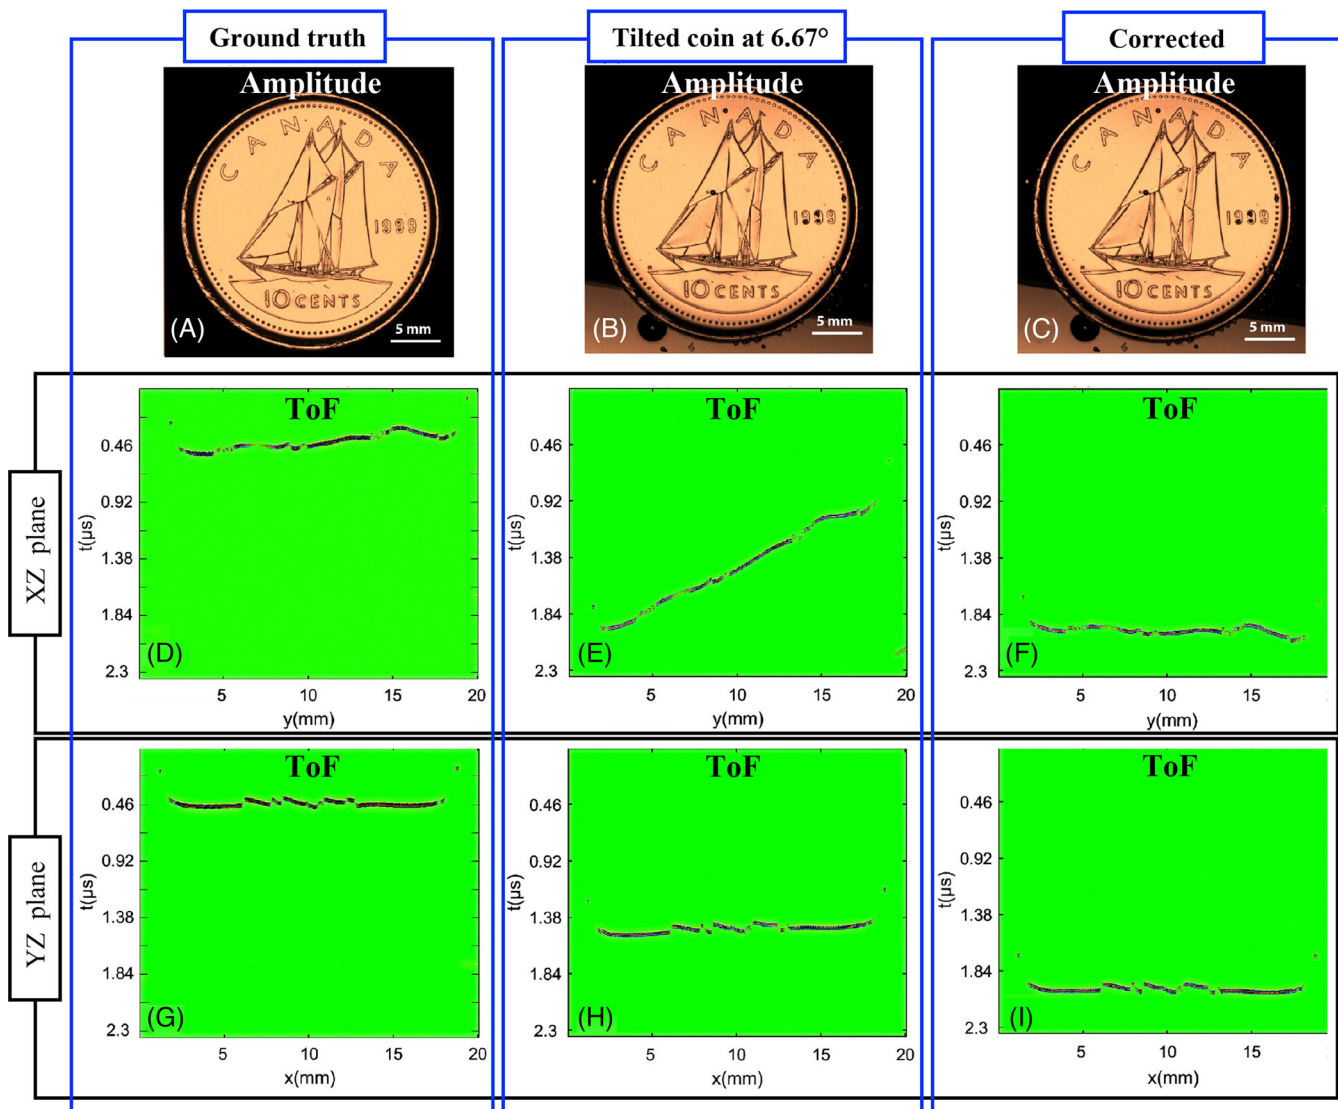 Ground truth
Tilted coin at 6.67°
Corrected
Amplitude
CANADA
1999
10 CENTS
(A)
5 mm
Amplitude
CANADA
1999
10 CENTS
(B)
5 mm
Amplitude
CANADA
1999
10 CENTS
(C)
5 mm
XZ plane
ToF
t(µs)
0.46
0.92
1.38
1.84
2.3
(D)
5
10
15
20
y(mm)
ToF
t(µs)
0.46
0.92
1.38
1.84
2.3
(E)
5
10
15
20
y(mm)
ToF
t(µs)
0.46
0.92
1.38
1.84
2.3
(F)
5
10
15
y(mm)
YZ plane
ToF
t(µs)
0.46
0.92
1.38
1.84
2.3
(G)
5
10
15
20
x(mm)
ToF
t(µs)
0.46
0.92
1.38
1.84
2.3
(H)
5
10
15
20
x(mm)
ToF
t(µs)
0.46
0.92
1.38
1.84
2.3
(I)
5
10
15
x(mm)